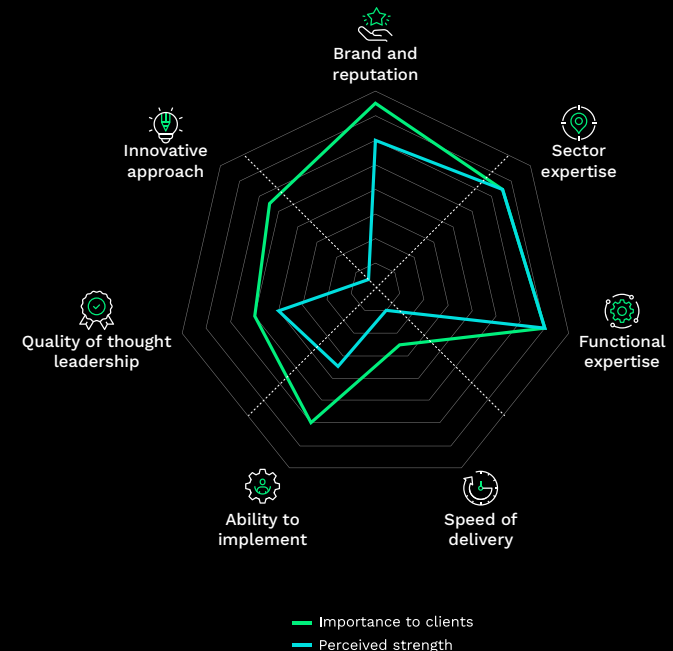 Brand and
reputation
Innovative
approach
Sector
expertise
Quality of thought
leadership
Functional
expertise
Ability to
implement
Speed of
delivery
Importance to clients
Perceived strength